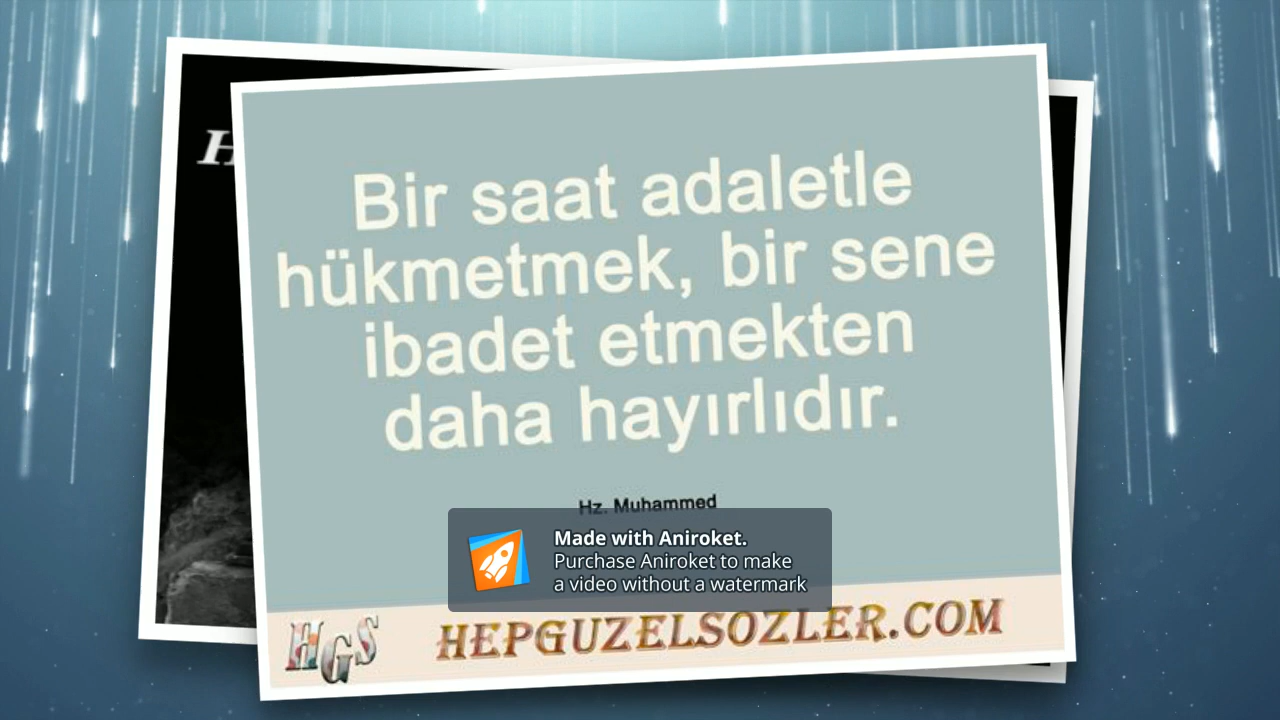 H
Bir saat adaletle
hükmetmek, bir sene
ibadet etmekten
daha hayırlıdır.
Hz. Muhammed
Made with Aniroket.
Purchase Aniroket to make
a video without a watermark
HGS HEPGUZELSOZLER.COM